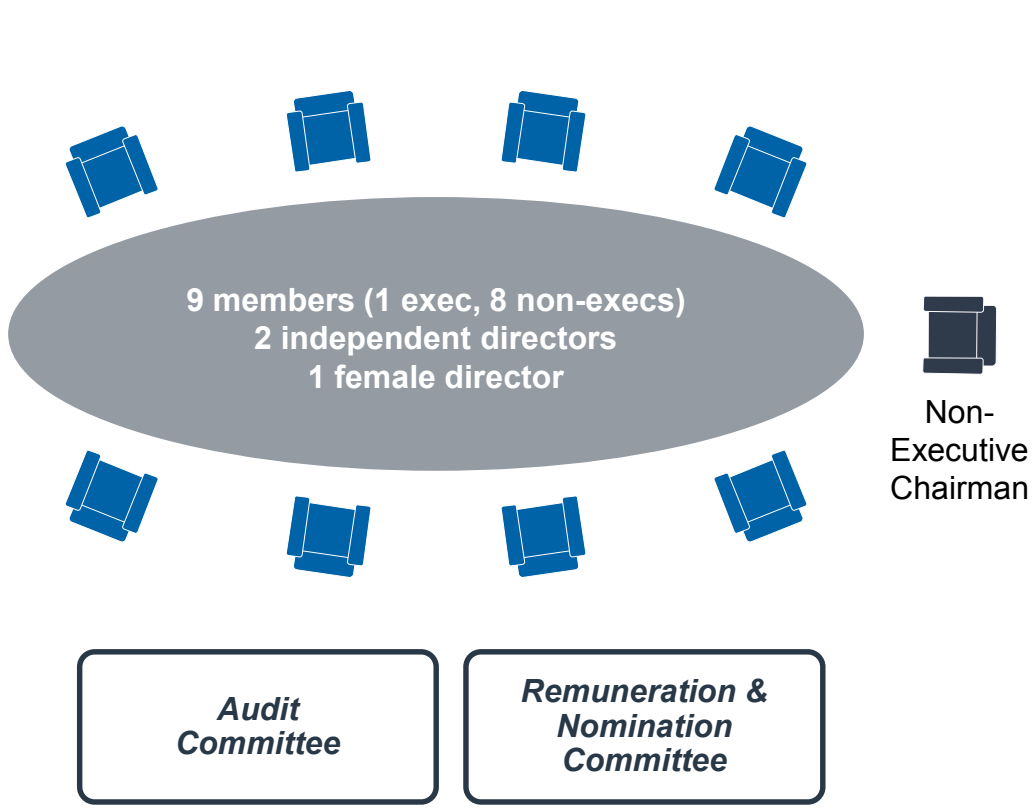 9 members (1 exec, 8 non-execs)
2 independent directors
1 female director
Non-
Executive
Chairman
Audit
Committee
Remuneration &
Nomination
Committee